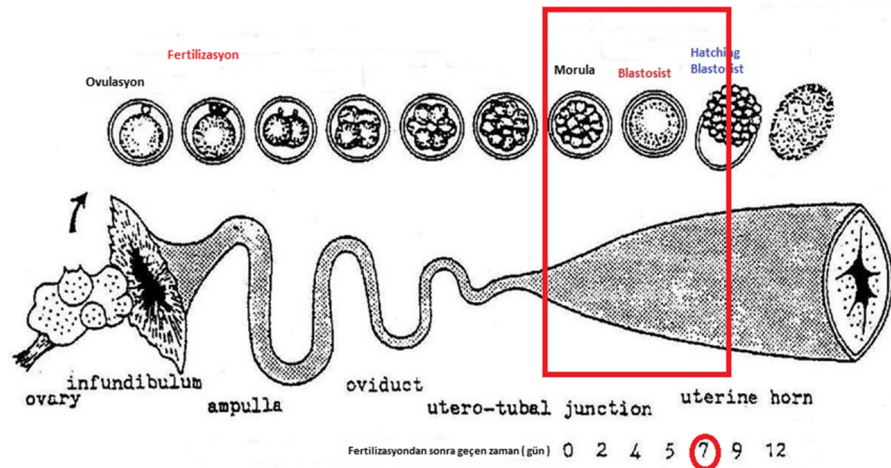 Fertilizasyon
Hatching
Blastosist
Morula
Blastosist
Ovulasyon
infundibulum
ovary
ampulla
oviduct
utero-tubal junction
uterine horn
Fertilizasyondan sonra geçen zaman ( gün ) 0 2 4 5 7 9 12